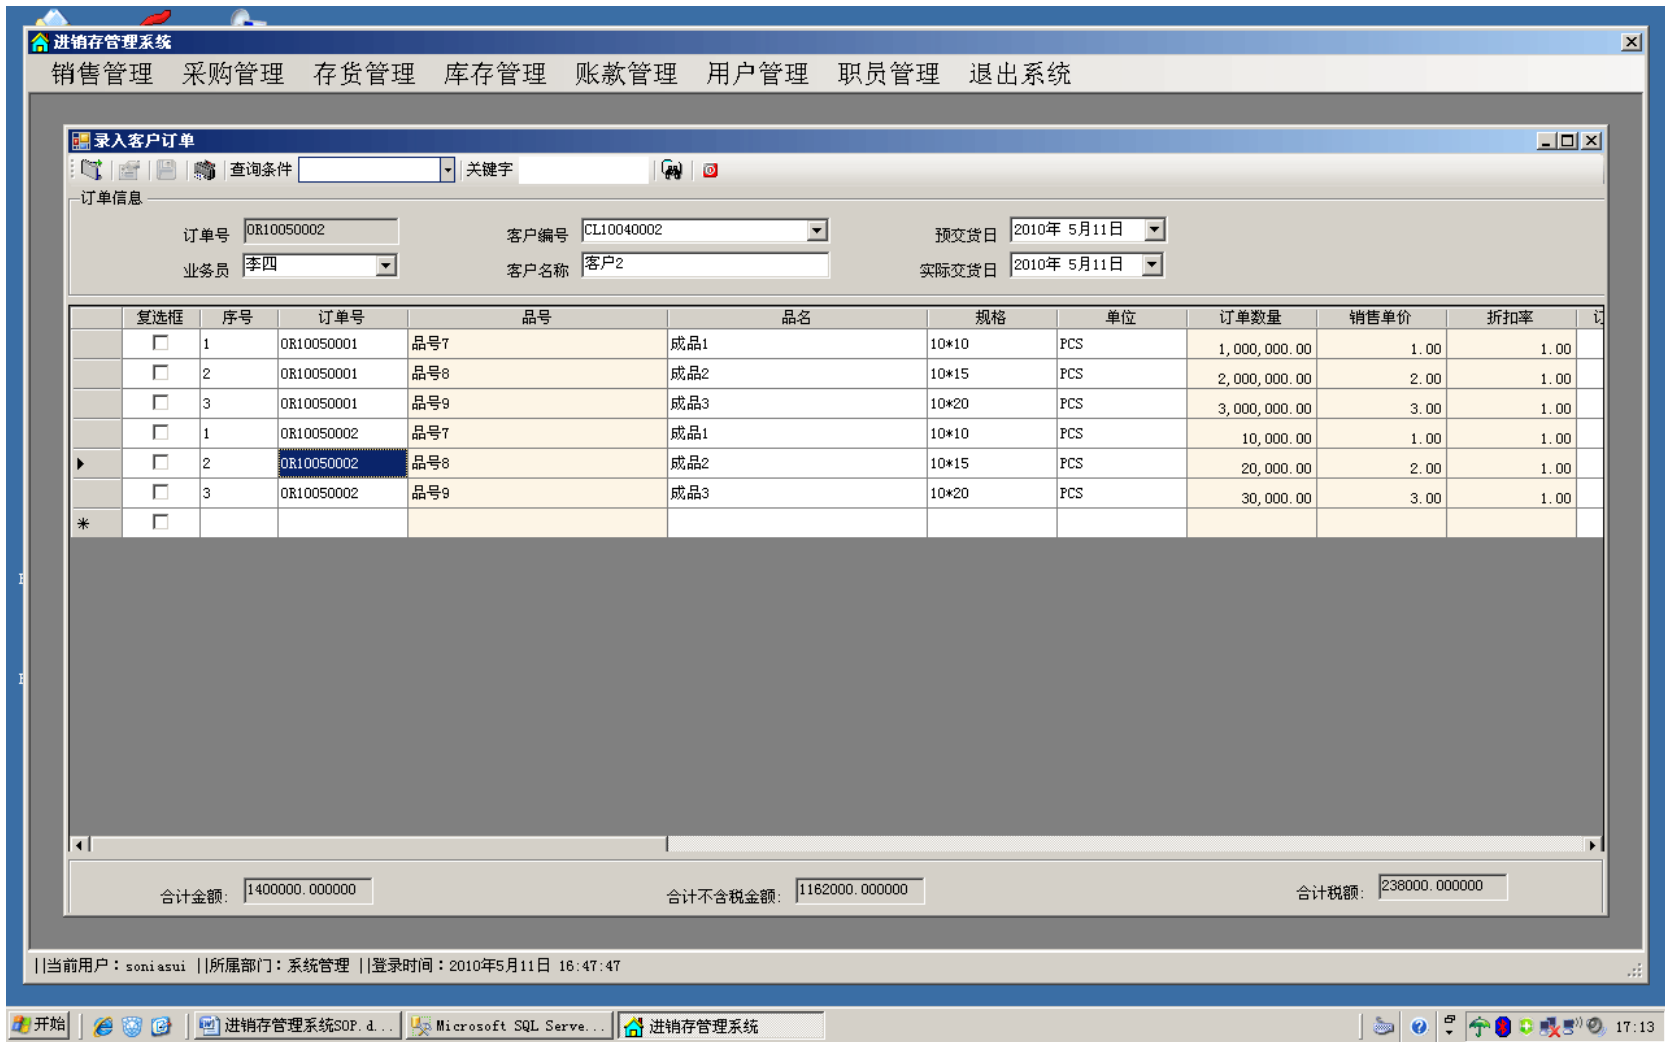 进销存管理系统
销售管理 采购管理 存货管理 库存管理 账款管理 用户管理 职员管理 退出系统
录入客户订单
查询条件 关键字
订单信息
订单号 OR10050002 客户编号 CL10040002 预交货日 2010年 5月11日
业务员 李四 客户名称 客户2 实际交货日 2010年 5月11日
复选框 序号 订单号 品号 品名 规格 单位 订单数量 销售单价 折扣率
1 OR10050001 品号7 成品1 10*10 PCS 1,000,000.00 1.00 1.00
2 OR10050001 品号8 成品2 10*15 PCS 2,000,000.00 2.00 1.00
3 OR10050001 品号9 成品3 10*20 PCS 3,000,000.00 3.00 1.00
1 OR10050002 品号7 成品1 10*10 PCS 10,000.00 1.00 1.00
2 OR10050002 品号8 成品2 10*15 PCS 20,000.00 2.00 1.00
3 OR10050002 品号9 成品3 10*20 PCS 30,000.00 3.00 1.00
合计金额: 1400000.000000 合计不含税金额: 1162000.000000 合计税额: 238000.000000
||当前用户：soniasui ||所属部门：系统管理 ||登录时间：2010年5月11日 16:47:47
开始 进销存管理系统SOP.d... Microsoft SQL Serve... 进销存管理系统 17:13